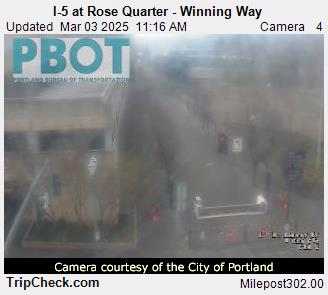 I-5 at Rose Quarter - Winning Way
Updated Mar 03 2025 11:16 AM Camera 4
PBOT
PORTLAND BUREAU OF TRANSPORTATION
Camera courtesy of the City of Portland
TripCheck.com Milepost302.00